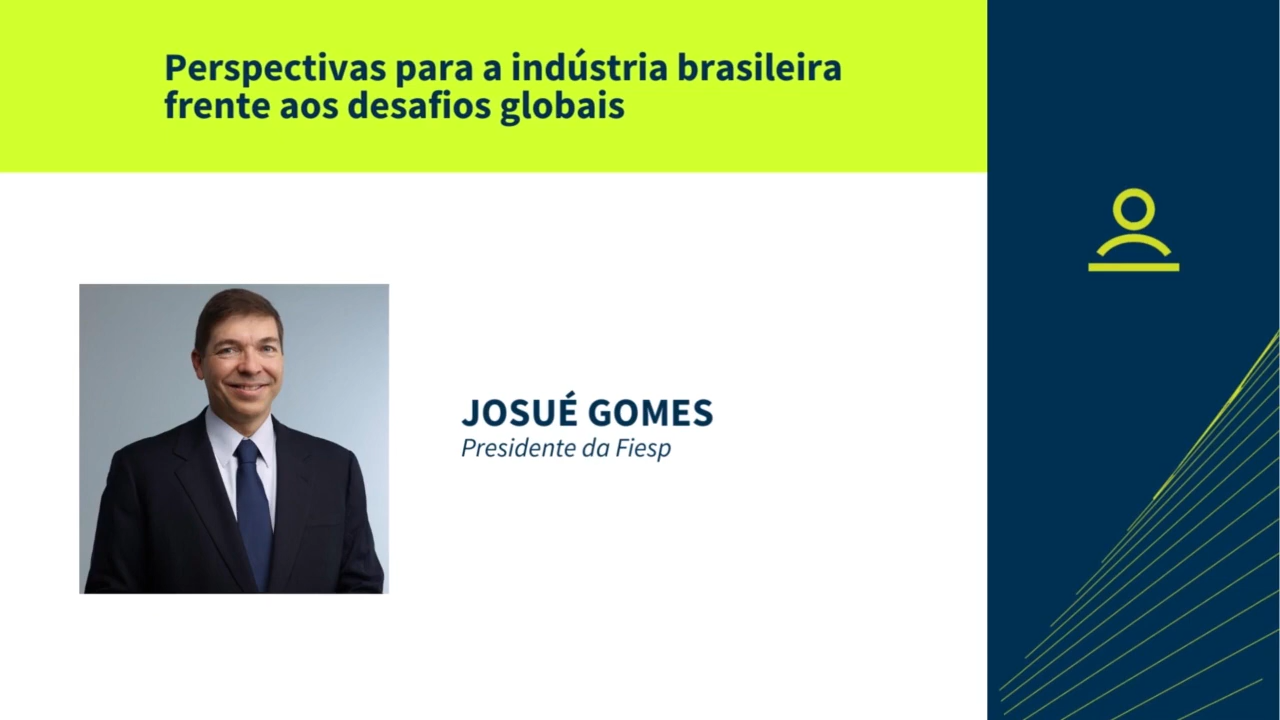 Perspectivas para a indústria brasileira
frente aos desafios globais
JOSUÉ GOMES
Presidente da Fiesp